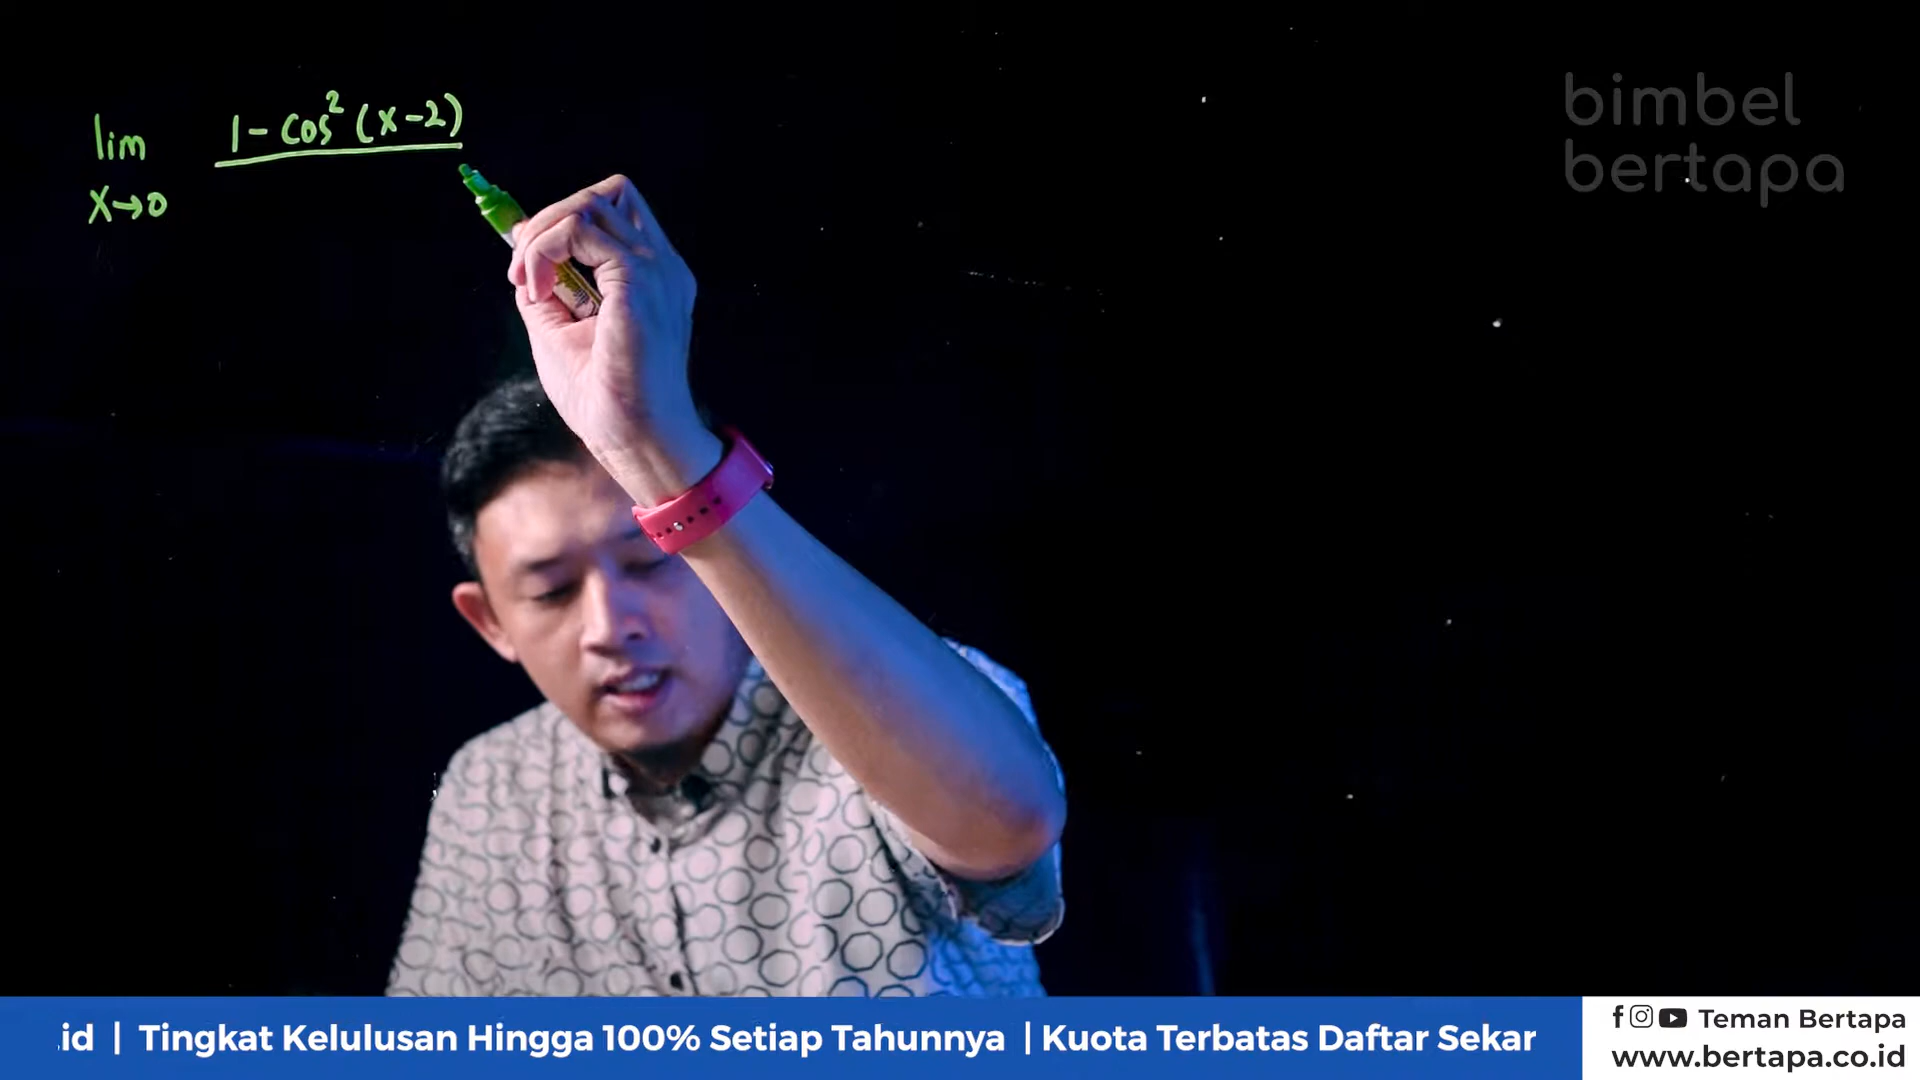 lim 1 - cos² (x-2)
x→0
bimbel
bertapa
.id | Tingkat Kelulusan Hingga 100% Setiap Tahunnya | Kuota Terbatas Daftar Sekar
Teman Bertapa
www.bertapa.co.id